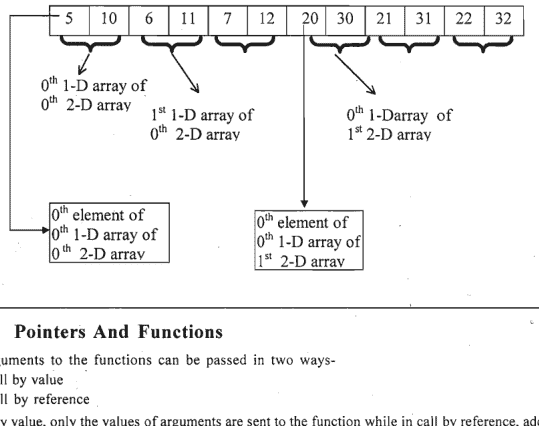 5 10 6 11 7 12 20 30 21 31 22 32
0th 1-D array of
0th 2-D array
1st 1-D array of
0th 2-D array
0th 1-Darray of
1st 2-D array
0th element of
0th 1-D array of
0th 2-D array
0th element of
0th 1-D array of
1st 2-D array
Pointers And Functions
uments to the functions can be passed in two ways-
ll by value
ll by reference
y value, only the values of arguments are sent to the function while in call by reference, add